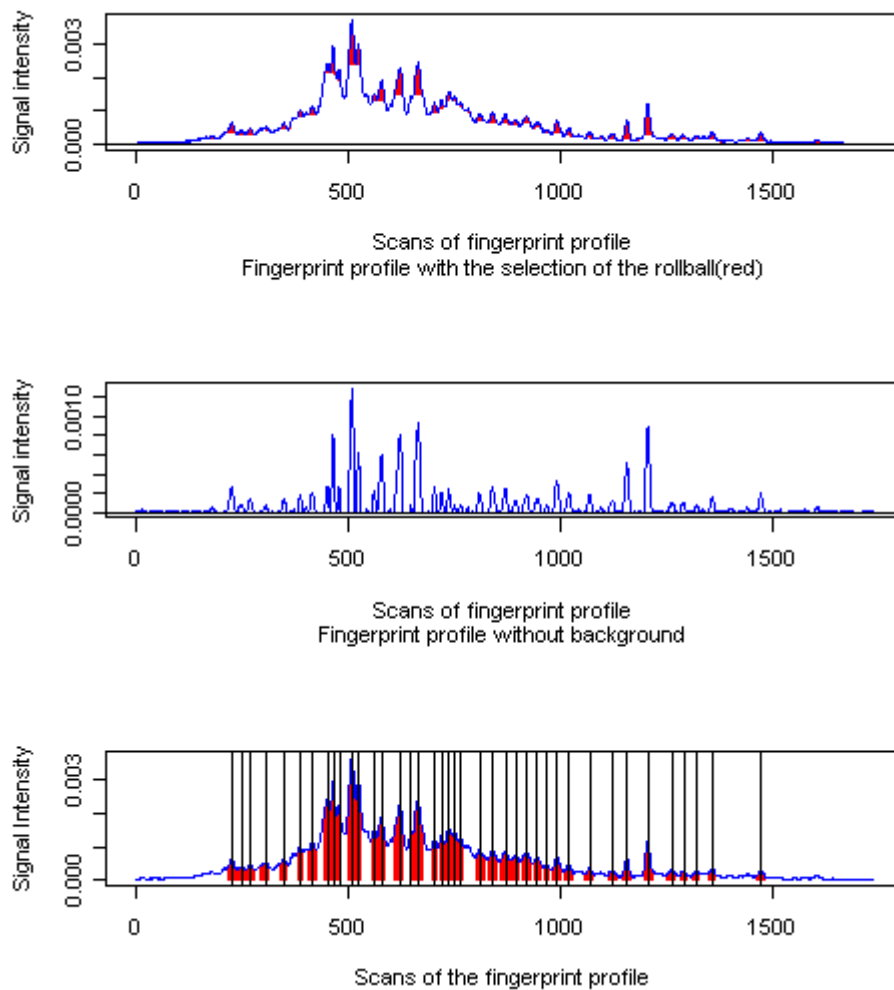 Signal intensity
0.003
0.000
0 500 1000 1500
Scans of fingerprint profile
Fingerprint profile with the selection of the rollball(red)
Signal intensity
0.0010
0.0000
0 500 1000 1500
Scans of fingerprint profile
Fingerprint profile without background
Signal Intensity
0.003
0.000
0 500 1000 1500
Scans of the fingerprint profile